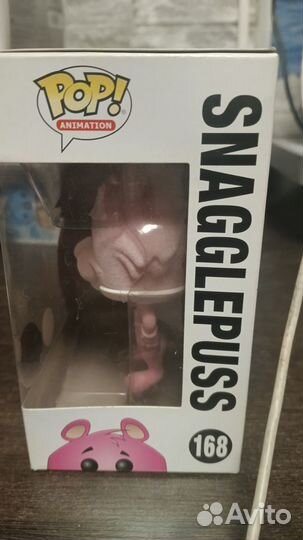 POP!
ANIMATION
SNAGGLEPUSS
168
Avito